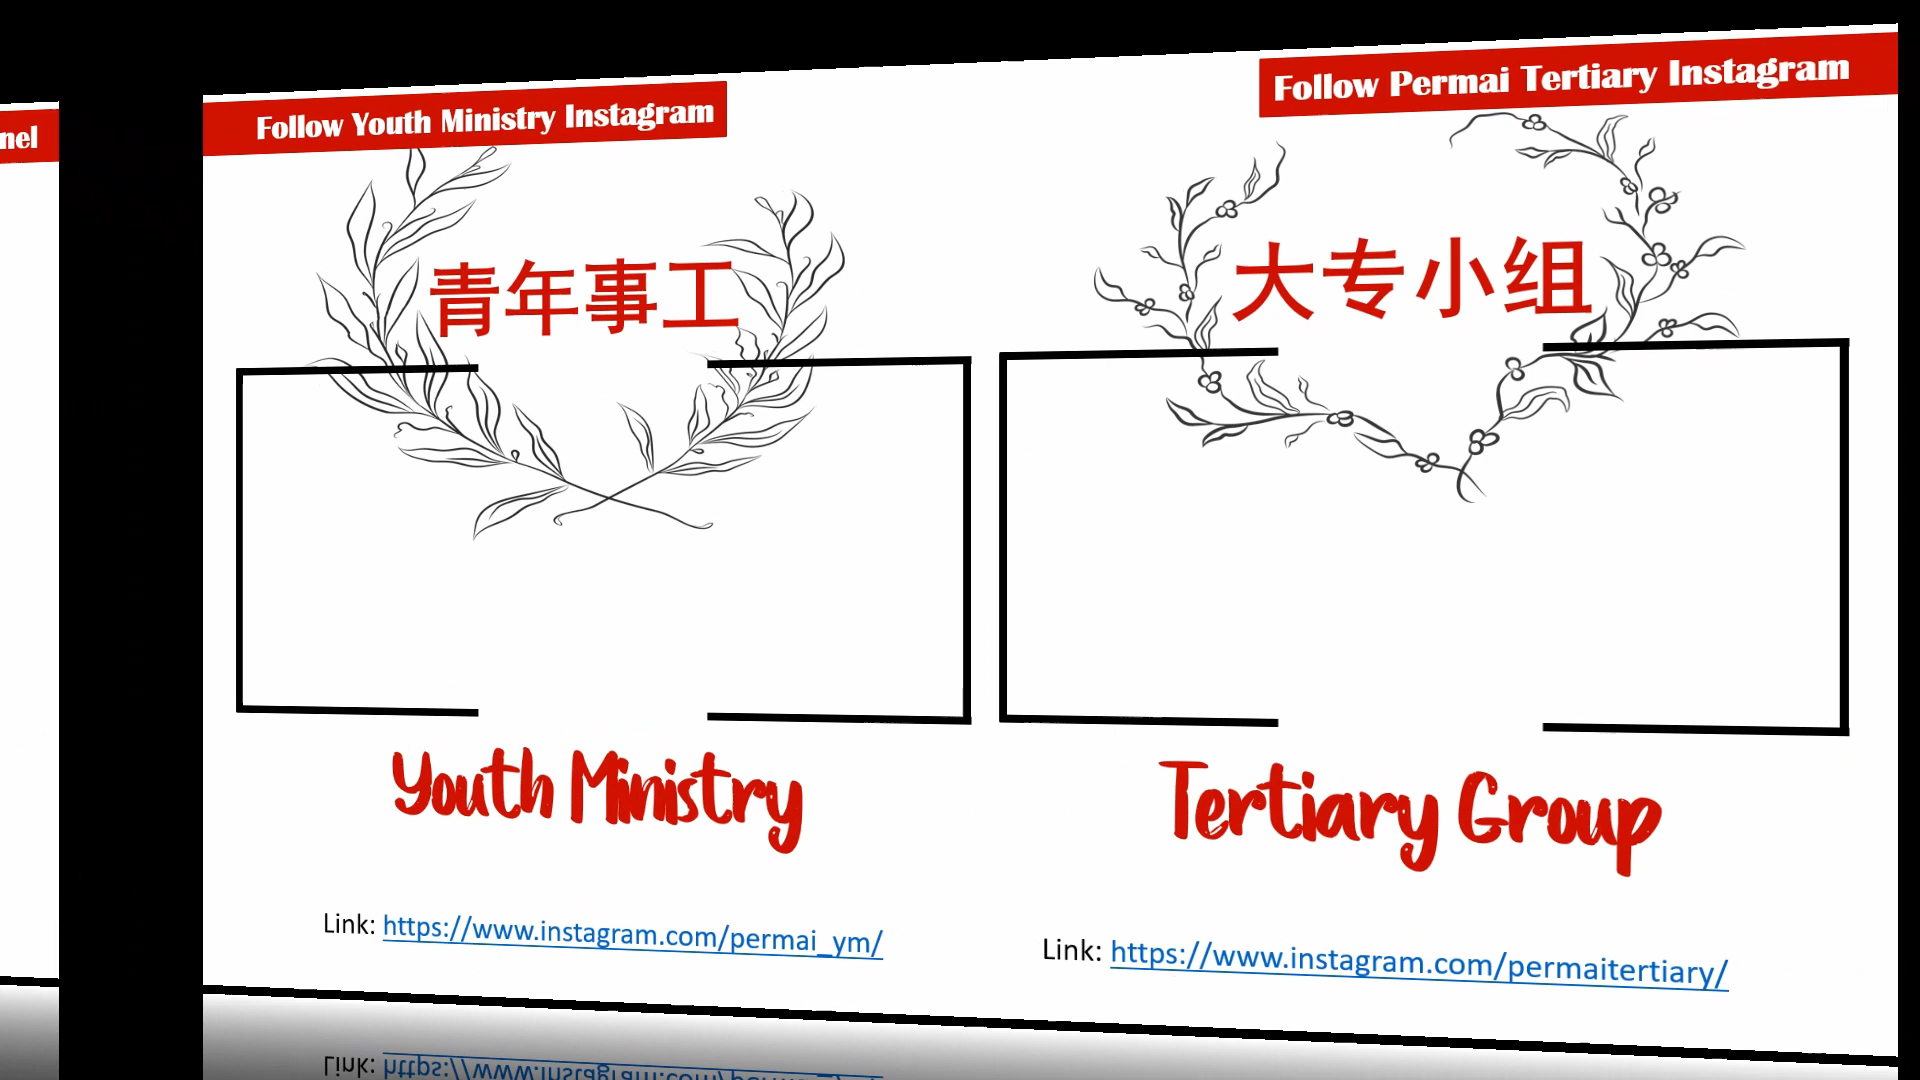 nel
Follow Youth Ministry Instagram
青年事工
Youth Ministry
Link: https://www.instagram.com/permai_ym/
Follow Permai Tertiary Instagram
大专小组
Tertiary Group
Link: https://www.instagram.com/permaitertiary/